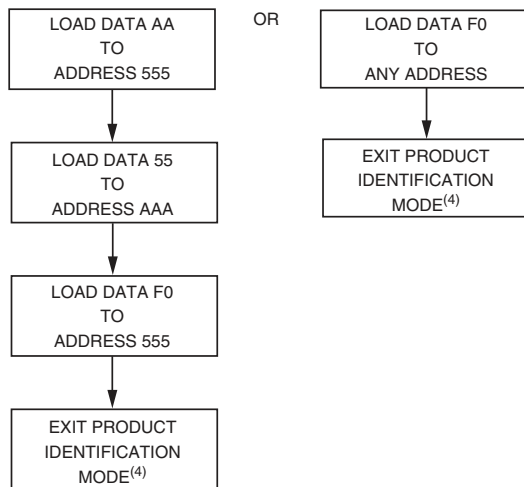 LOAD DATA AA
TO
ADDRESS 555
LOAD DATA 55
TO
ADDRESS AAA
LOAD DATA F0
TO
ADDRESS 555
EXIT PRODUCT
IDENTIFICATION
MODE(4)
OR
LOAD DATA F0
TO
ANY ADDRESS
EXIT PRODUCT
IDENTIFICATION
MODE(4)